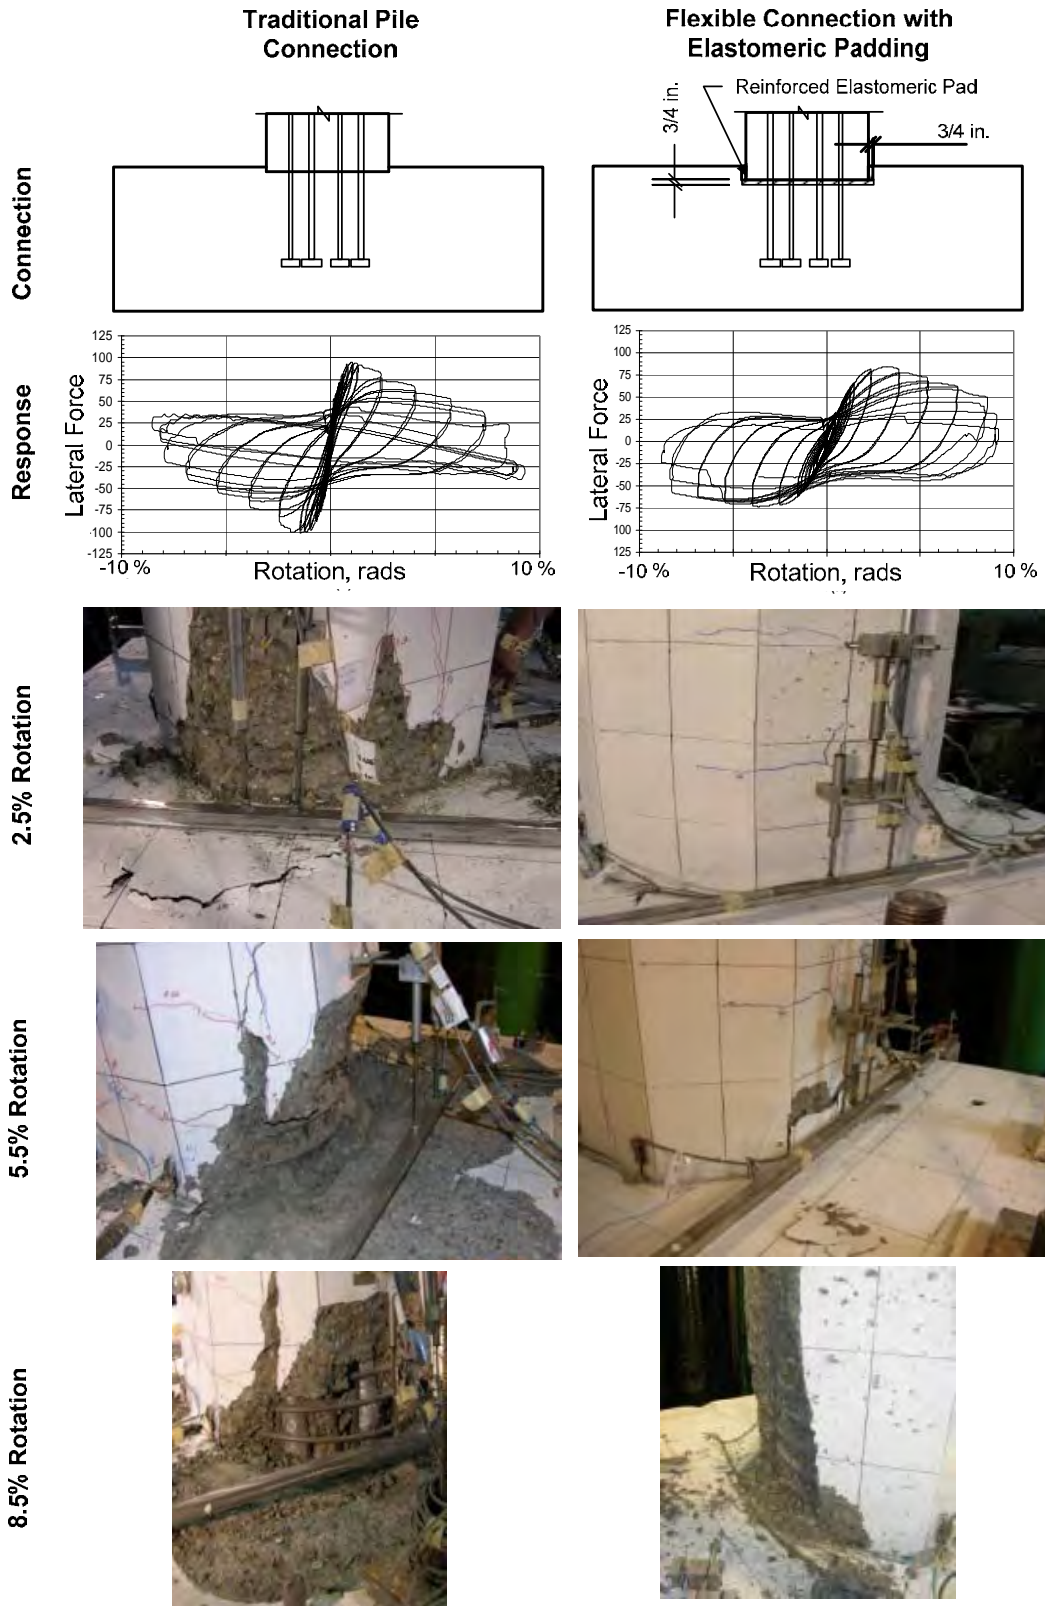 Traditional Pile
Connection
Flexible Connection with
Elastomeric Padding
Connection
Reinforced Elastomeric Pad
3/4 in.
3/4 in.
Response
Lateral Force
125
100
75
50
25
0
-25
-50
-75
-100
-125
-10 %
Rotation, rads
10 %
Lateral Force
125
100
75
50
25
0
-25
50
75
100
125
-10 %
Rotation, rads
10 %
2.5% Rotation
5.5% Rotation
8.5% Rotation